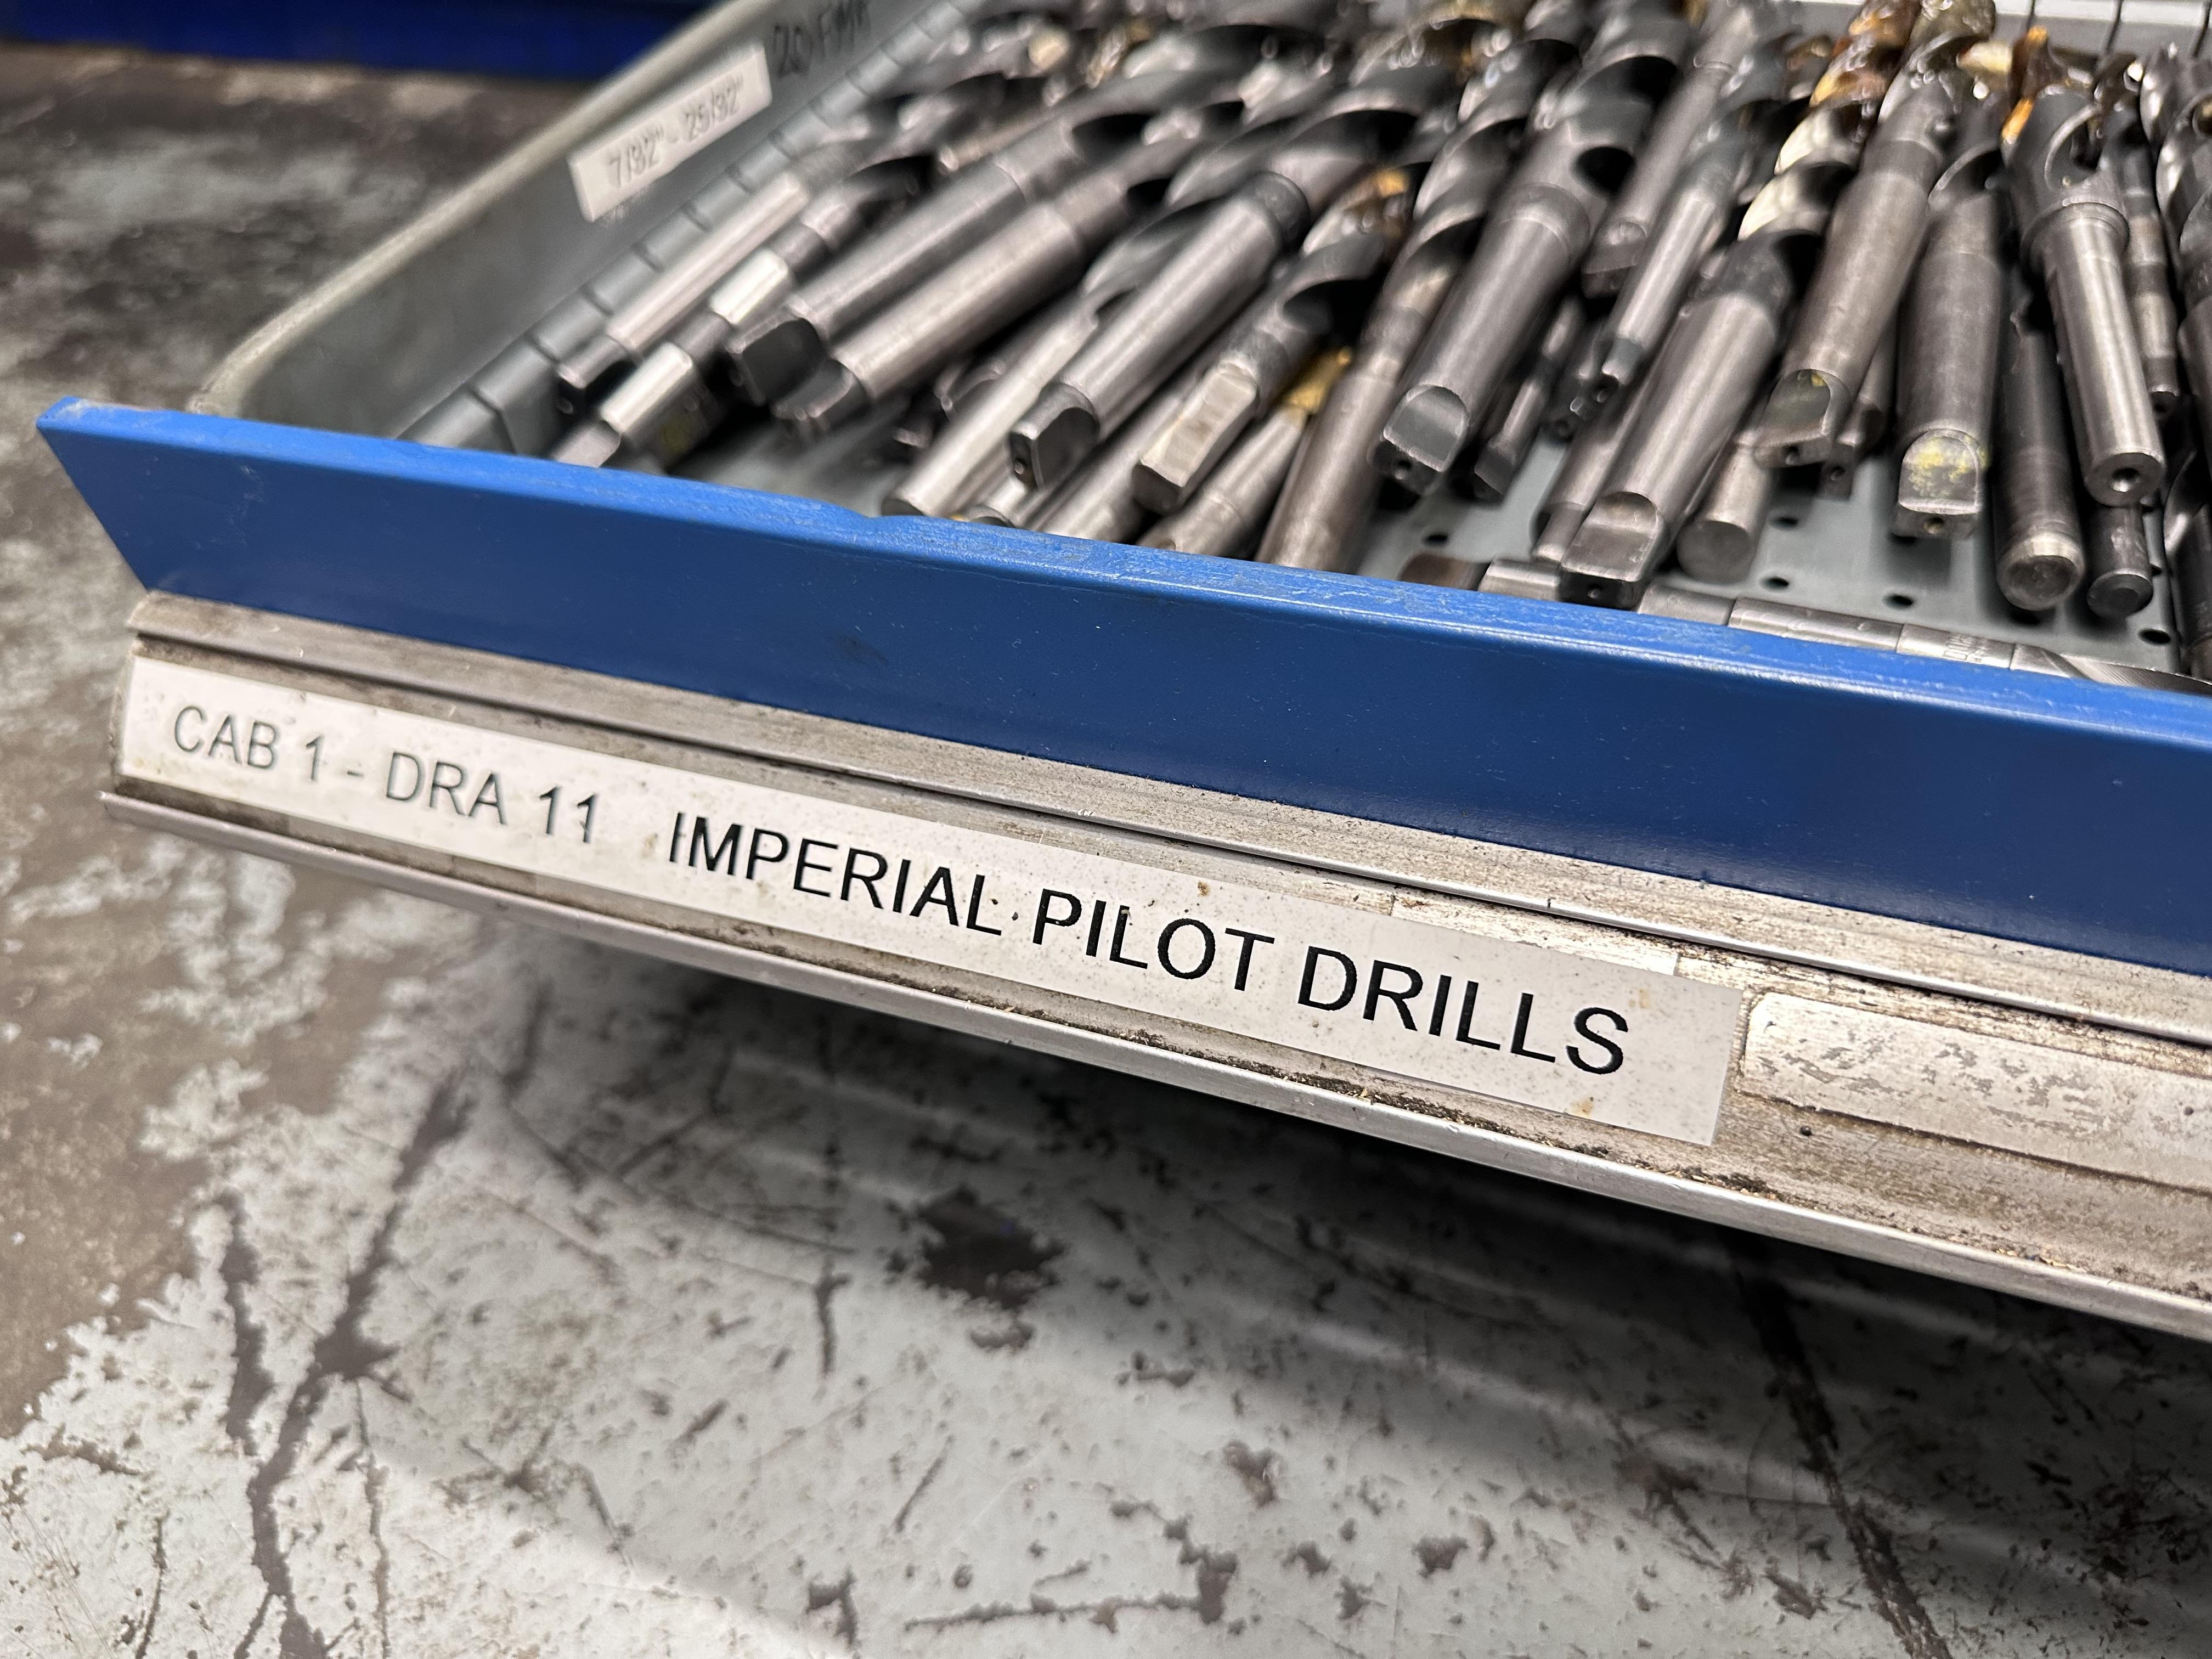 7/32" - 25/32"
CAB 1 - DRA 11 IMPERIAL PILOT DRILLS